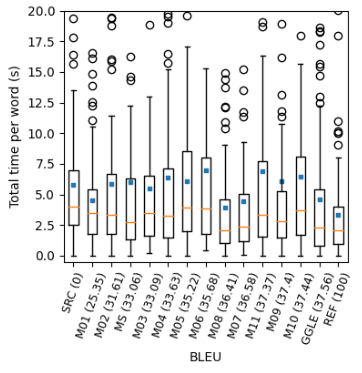 20.0
17.5
15.0
12.5
10.0
7.5
5.0
2.5
0.0
Total time per word (s)
SRC (0)
M01 (25.35)
M02 (31.61)
MS (33.06)
M03 (33.09)
M04 (33.63)
M05 (35.22)
M06 (35.68)
M08 (36.41)
M07 (36.58)
M11 (37.37)
M09 (37.4)
M10 (37.44)
GGLE (37.56)
REF (100)
BLEU